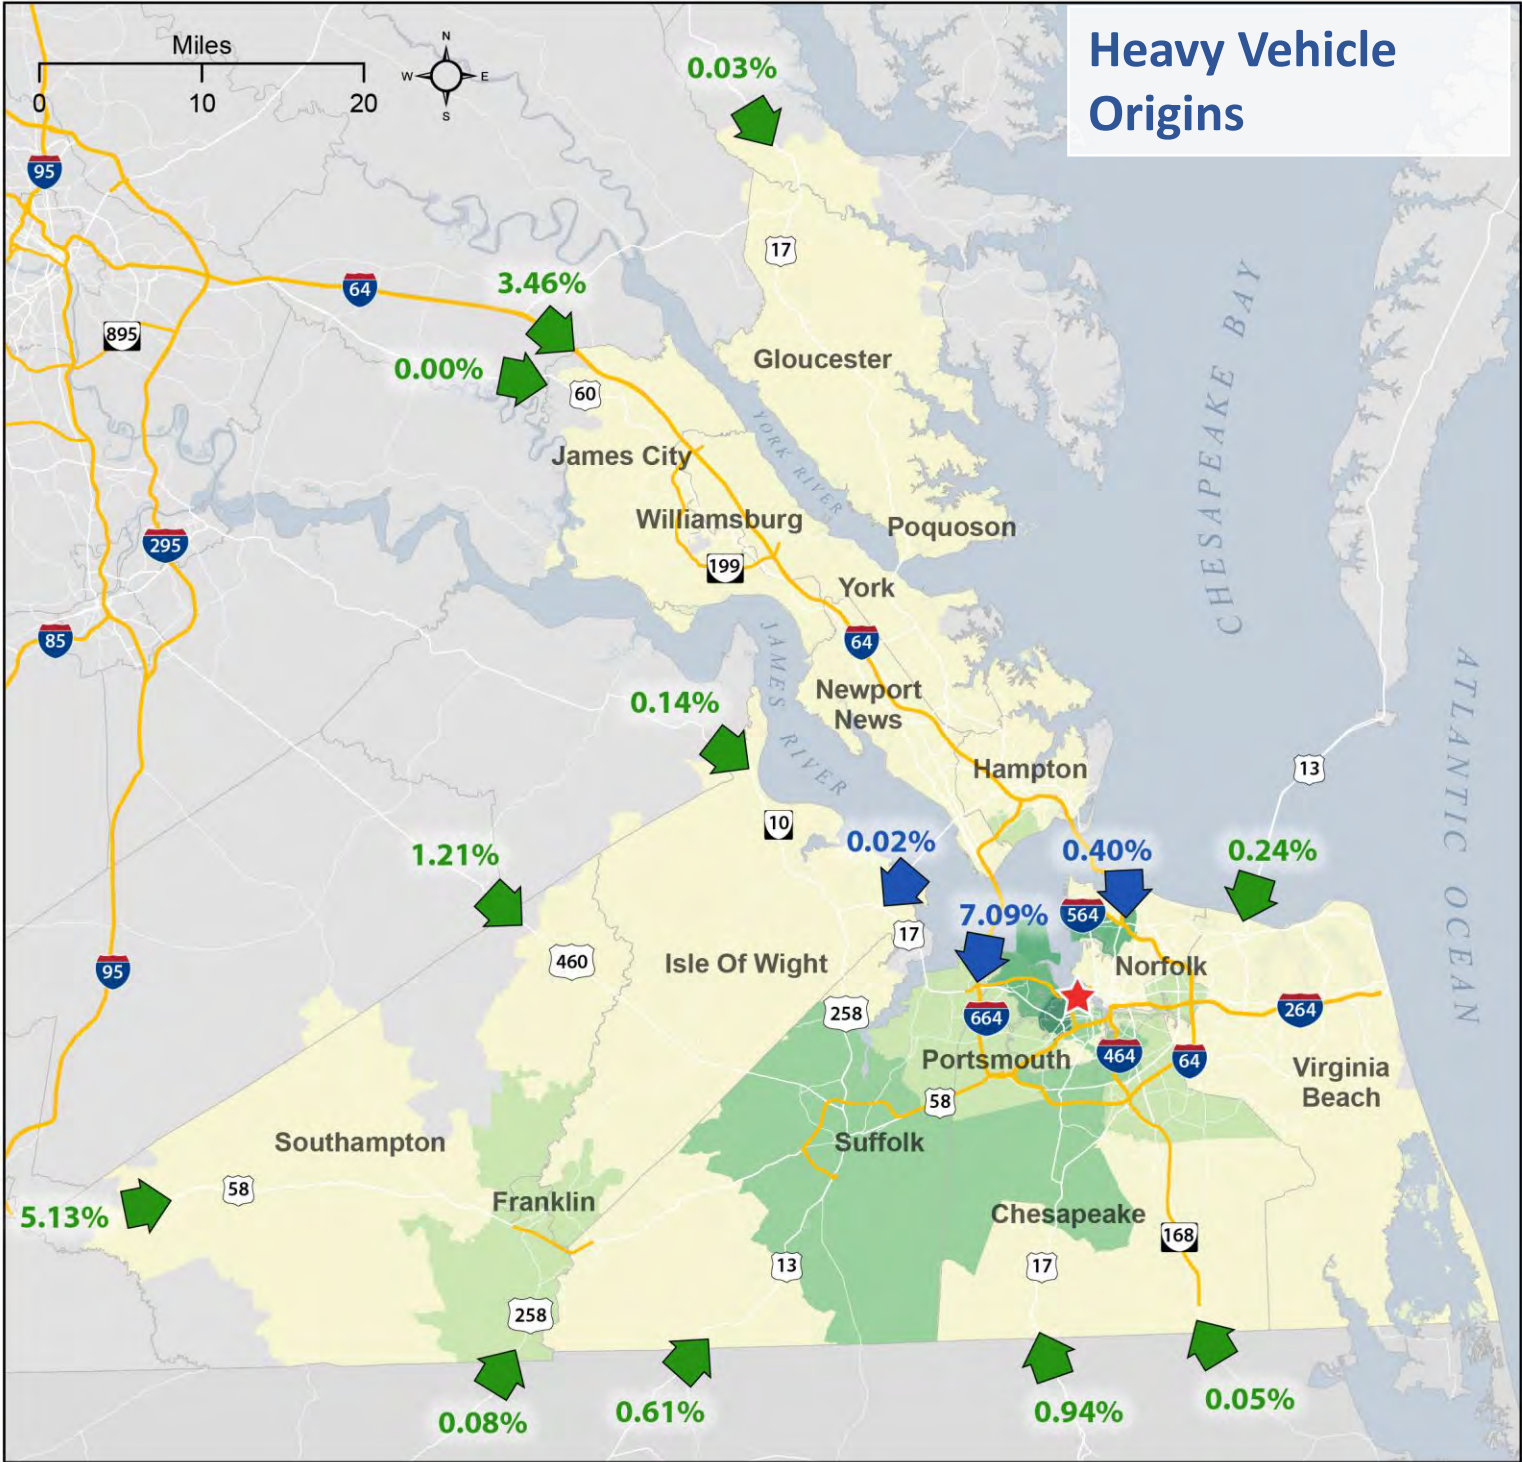 Heavy Vehicle
Origins
Miles
0
10
20
N
W
E
S
0.03%
95
17
3.46%
64
895
0.00%
60
Gloucester
James City
Williamsburg
199
YORK RIVER
Poquoson
CHESAPEAKE BAY
295
York
85
64
JAMES RIVER
Newport
News
0.14%
Hampton
13
ATLANTIC OCEAN
10
0.02%
0.40%
0.24%
1.21%
7.09%
564
17
460
Isle Of Wight
Norfolk
95
258
664
264
464
64
Portsmouth
Virginia
Beach
58
Southampton
Suffolk
58
Franklin
5.13%
Chesapeake
168
13
17
258
0.08%
0.61%
0.94%
0.05%